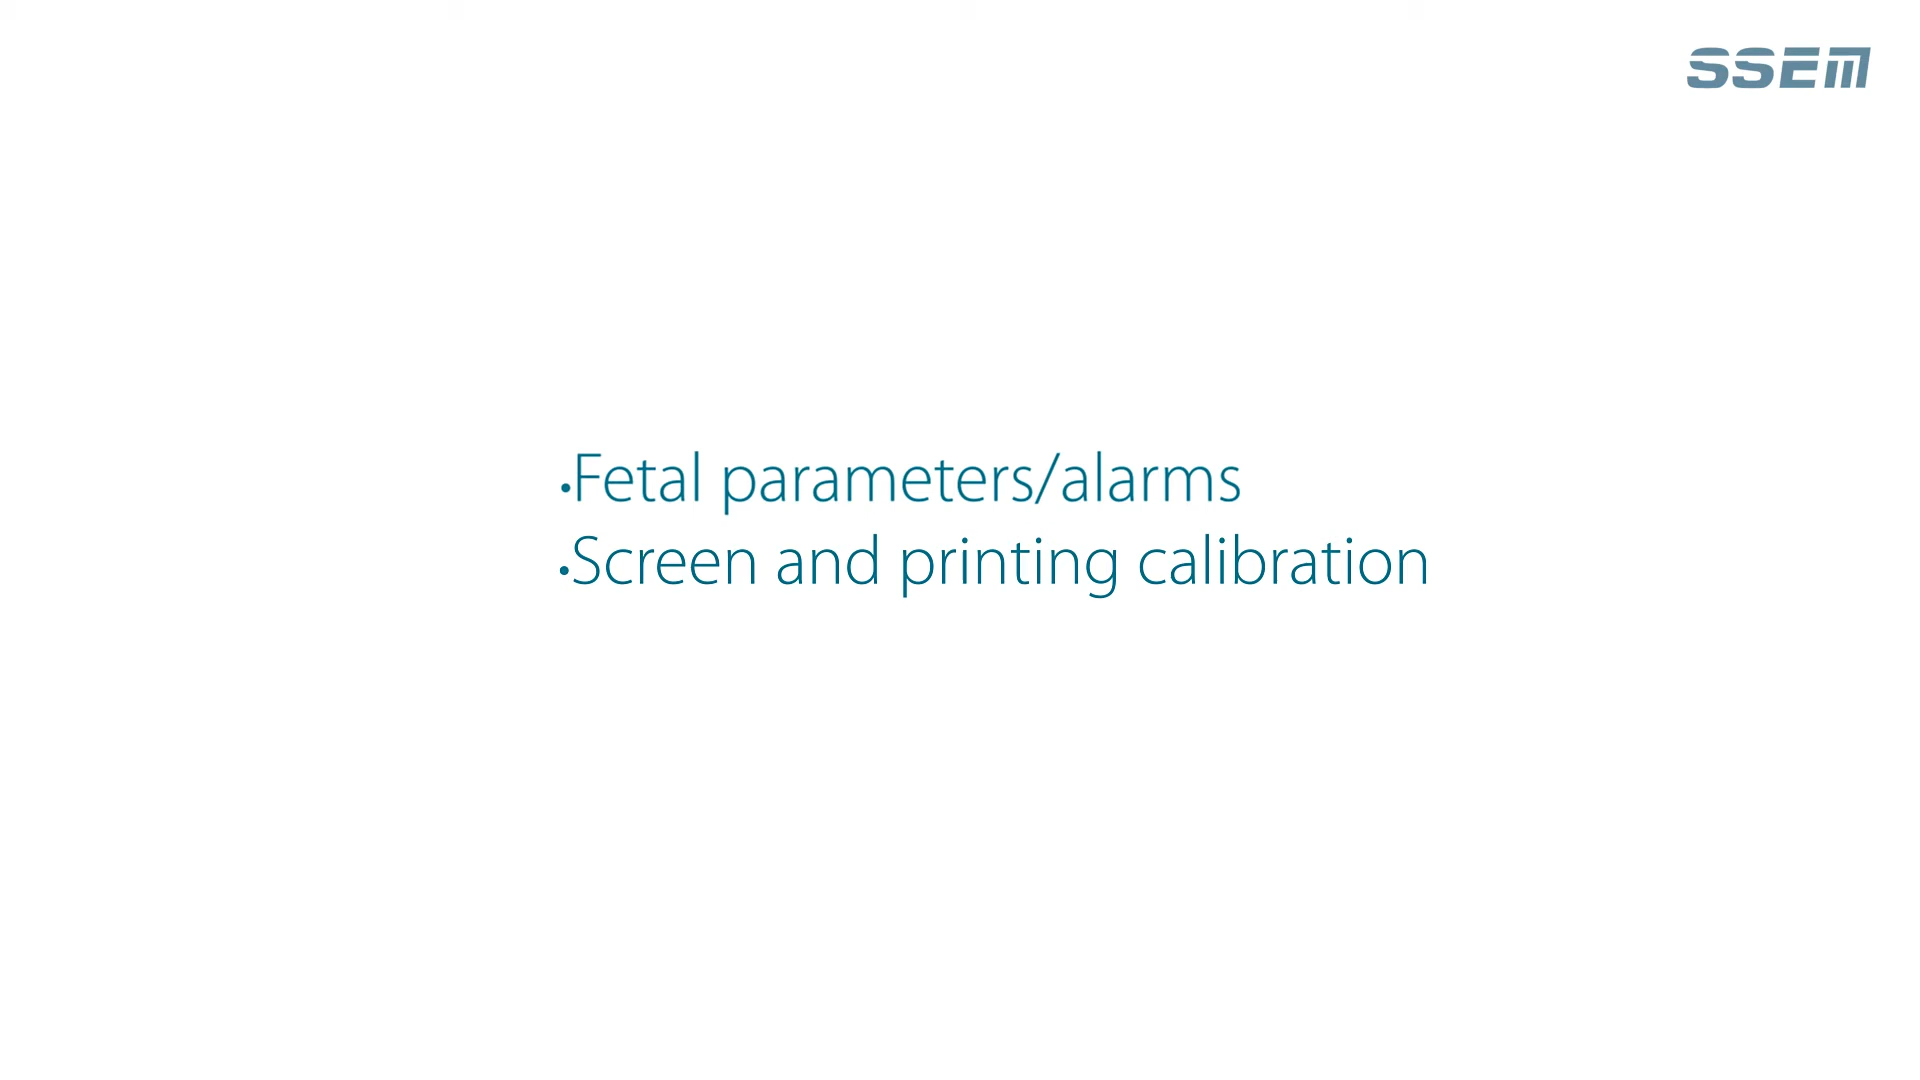 SSEM
•Fetal parameters/alarms
•Screen and printing calibration